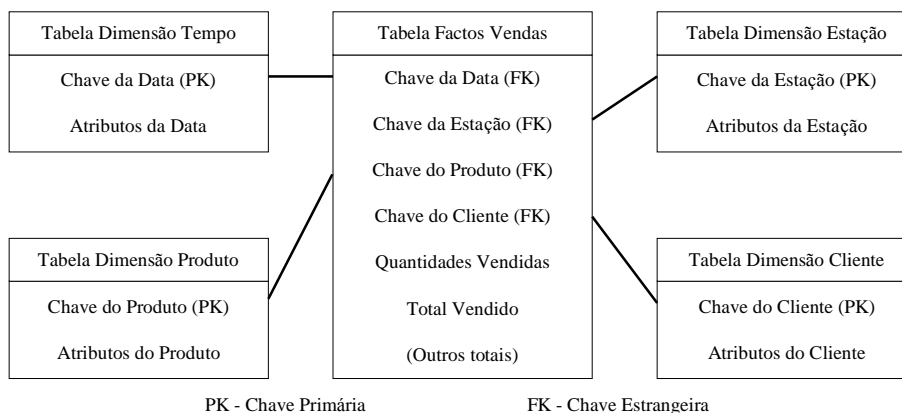 Tabela Dimensão Tempo
Chave da Data (PK)
Atributos da Data
Tabela Factos Vendas
Chave da Data (FK)
Chave da Estação (FK)
Chave do Produto (FK)
Chave do Cliente (FK)
Quantidades Vendidas
Total Vendido
(Outros totais)
Tabela Dimensão Estação
Chave da Estação (PK)
Atributos da Estação
Tabela Dimensão Produto
Chave do Produto (PK)
Atributos do Produto
Tabela Dimensão Cliente
Chave do Cliente (PK)
Atributos do Cliente
PK - Chave Primária
FK - Chave Estrangeira